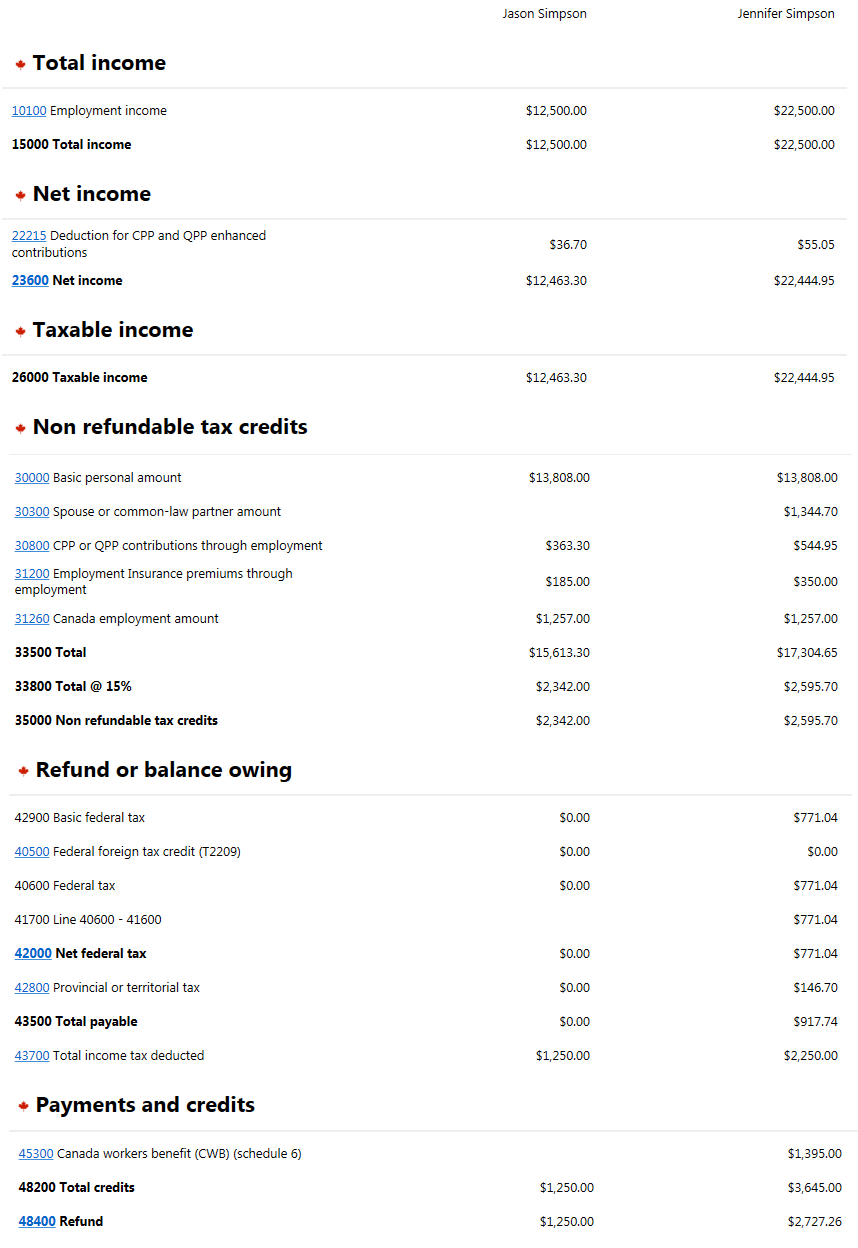 Jason Simpson Jennifer Simpson
Total income
10100 Employment income $12,500.00 $22,500.00
15000 Total income $12,500.00 $22,500.00
Net income
22215 Deduction for CPP and QPP enhanced
contributions $36.70 $55.05
23600 Net income $12,463.30 $22,444.95
Taxable income
26000 Taxable income $12,463.30 $22,444.95
Non refundable tax credits
30000 Basic personal amount $13,808.00 $13,808.00
30300 Spouse or common-law partner amount $1,344.70
30800 CPP or QPP contributions through employment $363.30 $544.95
31200 Employment Insurance premiums through
employment $185.00 $350.00
31260 Canada employment amount $1,257.00 $1,257.00
33500 Total $15,613.30 $17,304.65
33800 Total @ 15% $2,342.00 $2,595.70
35000 Non refundable tax credits $2,342.00 $2,595.70
Refund or balance owing
42900 Basic federal tax $0.00 $771.04
40500 Federal foreign tax credit (T2209) $0.00 $0.00
40600 Federal tax $0.00 $771.04
41700 Line 40600 - 41600 $771.04
42000 Net federal tax $0.00 $771.04
42800 Provincial or territorial tax $0.00 $146.70
43500 Total payable $0.00 $917.74
43700 Total income tax deducted $1,250.00 $2,250.00
Payments and credits
45300 Canada workers benefit (CWB) (schedule 6) $1,395.00
48200 Total credits $1,250.00 $3,645.00
48400 Refund $1,250.00 $2,727.26